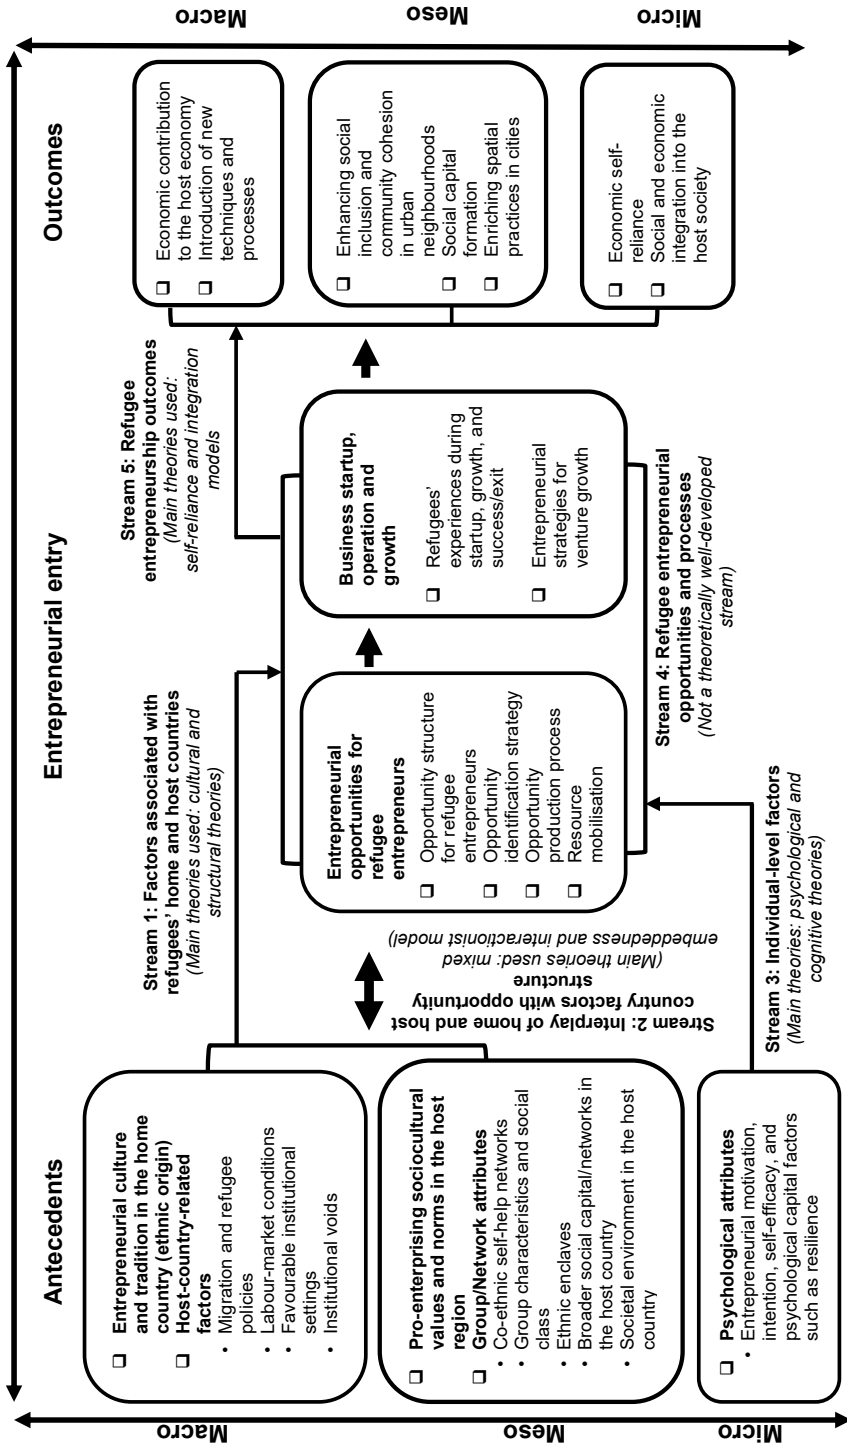 Antecedents
Entrepreneurial entry
Outcomes
Macro
Meso
Micro
❐ Entrepreneurial culture
and tradition in the home
country (ethnic origin)
❐ Host-country-related
factors
• Migration and refugee
policies
• Labour-market conditions
• Favourable institutional
settings
• Institutional voids
❐ Pro-enterprising sociocultural
values and norms in the host
region
❐ Group/Network attributes
• Co-ethnic self-help networks
• Group characteristics and social
class
• Ethnic enclaves
• Broader social capital/networks in
the host country
• Societal environment in the host
country
❐ Psychological attributes
• Entrepreneurial motivation,
intention, self-efficacy, and
psychological capital factors
such as resilience
Stream 1: Factors associated with
refugees’ home and host countries
(Main theories used: cultural and
structural theories)
Stream 2: Interplay of home and host
country factors with opportunity
structure
(Main theories used: mixed
embeddedness and interactionist model)
Stream 3: Individual-level factors
(Main theories: psychological and
cognitive theories)
Entrepreneurial
opportunities for
refugee
entrepreneurs
❐ Opportunity structure
for refugee
entrepreneurs
❐ Opportunity
identification strategy
❐ Opportunity
production process
❐ Resource
mobilisation
Business startup,
operation and
growth
❐ Refugees’
experiences during
startup, growth, and
success/exit
❐ Entrepreneurial
strategies for
venture growth
Stream 4: Refugee entrepreneurial
opportunities and processes
(Not a theoretically well-developed
stream)
Stream 5: Refugee
entrepreneurship outcomes
(Main theories used:
self-reliance and integration
models
❐ Economic contribution
to the host economy
❐ Introduction of new
techniques and
processes
❐ Enhancing social
inclusion and
community cohesion
in urban
neighbourhoods
❐ Social capital
formation
❐ Enriching spatial
practices in cities
❐ Economic self-
reliance
❐ Social and economic
integration into the
host society
Macro
Meso
Micro